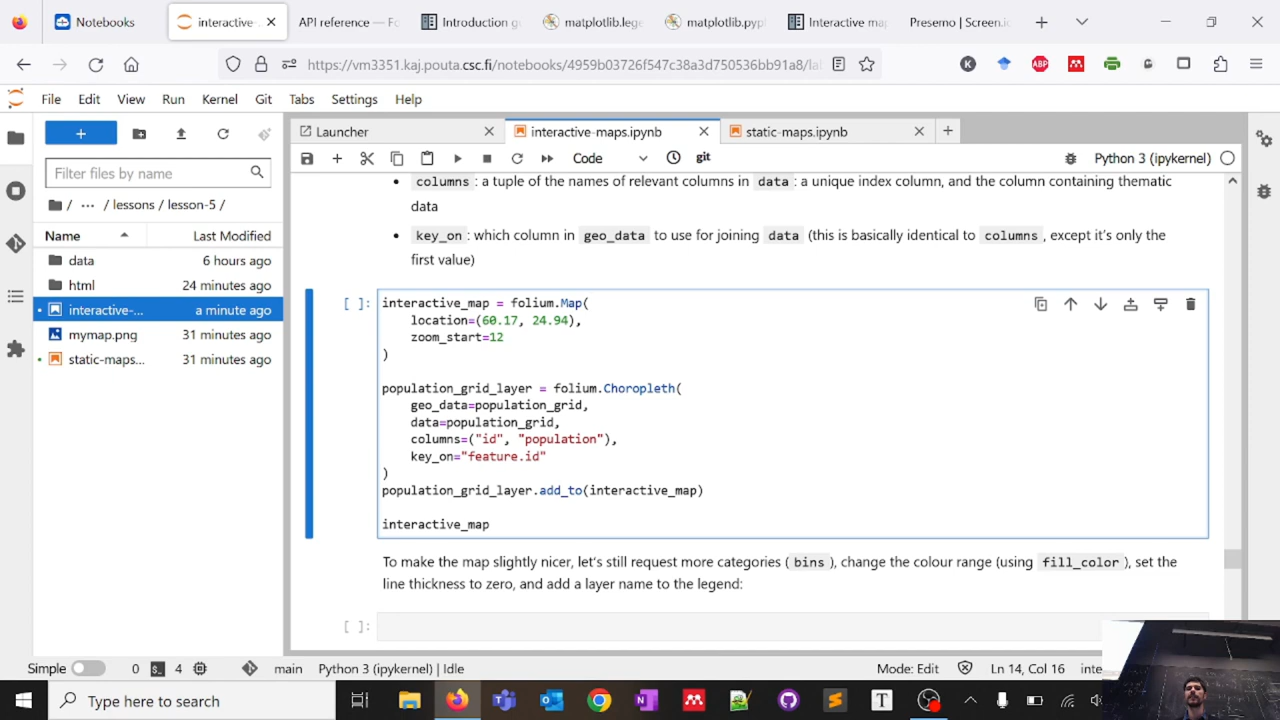 Notebooks
interactive-
API reference — Fo
Introduction g
matplotlib.lege
matplotlib.pypl
Interactive map
Presemo | Screen.io
https://vm3351.kaj.pouta.csc.fi/notebooks/4959b03726f547c38a3d750536bb91a8/lal
File Edit View Run Kernel Git Tabs Settings Help
Filter files by name
/ ··· / lessons / lesson-5 /
Name Last Modified
data 6 hours ago
html 24 minutes ago
interactive-... a minute ago
mymap.png 31 minutes ago
static-maps... 31 minutes ago
Launcher
interactive-maps.ipynb
static-maps.ipynb
Code
git
Python 3 (ipykernel)
• columns : a tuple of the names of relevant columns in data : a unique index column, and the column containing thematic
data
• key_on : which column in geo_data to use for joining data (this is basically identical to columns , except it's only the
first value)
[ ]: interactive_map = folium.Map(
location=(60.17, 24.94),
zoom_start=12
)
population_grid_layer = folium.Choropleth(
geo_data=population_grid,
data=population_grid,
columns=("id", "population"),
key_on="feature.id"
)
population_grid_layer.add_to(interactive_map)
interactive_map
To make the map slightly nicer, let's still request more categories ( bins ), change the colour range (using fill_color ), set the
line thickness to zero, and add a layer name to the legend:
[ ]:
Simple 0 4 main Python 3 (ipykernel) | Idle Mode: Edit Ln 14, Col 16 inte
Type here to search